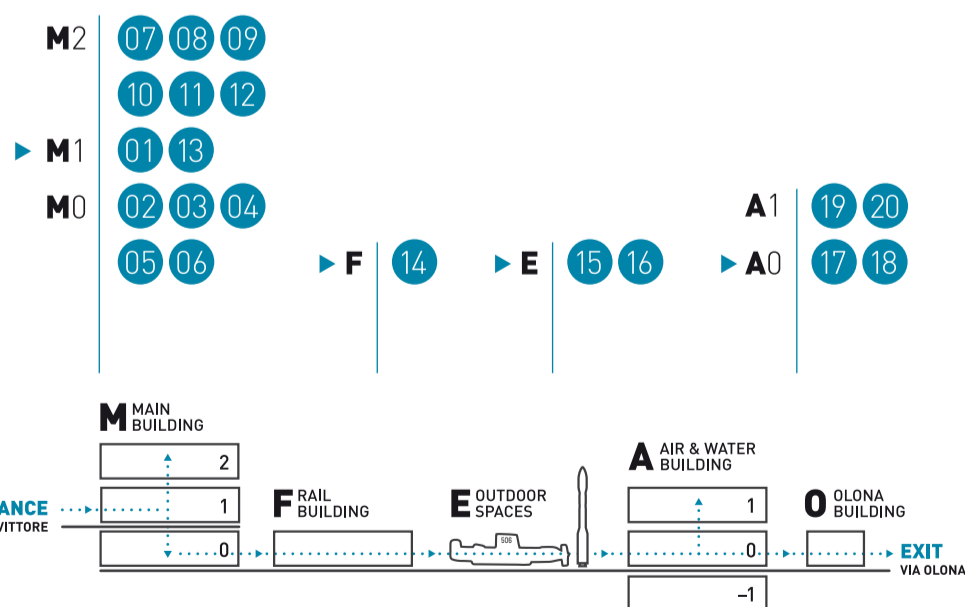 M2 07 08 09
10 11 12
M1 01 13
M0 02 03 04
A1 19 20
05 06
F 14
E 15 16
A0 17 18
M MAIN BUILDING
2
1
0
F RAIL BUILDING
E OUTDOOR SPACES
506
A AIR & WATER BUILDING
1
0
-1
O OLONA BUILDING
ANCE
VITTORE
EXIT
VIA OLONA